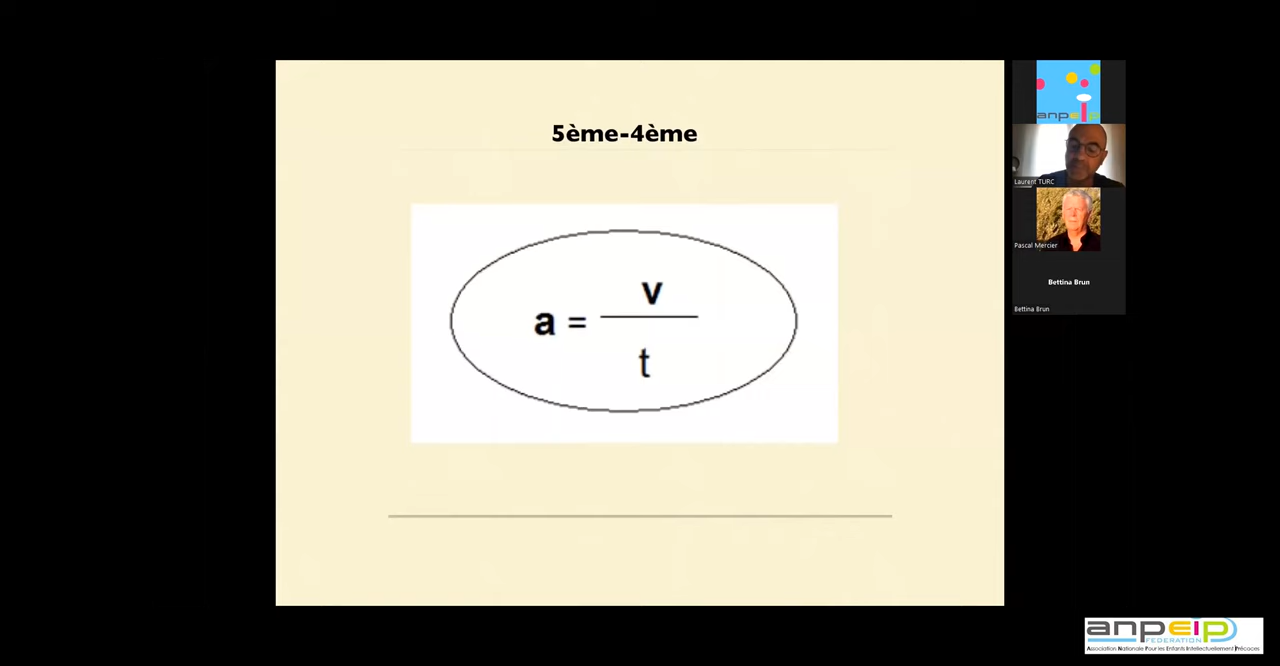 5ème-4ème
a = v
t
anpeip
Laurent TURC
Pascal Mercier
Bettina Brun
Bettina Brun
anpeip
FEDERATION
Association Nationale Pour les Enfants Intellectuellement Précoces